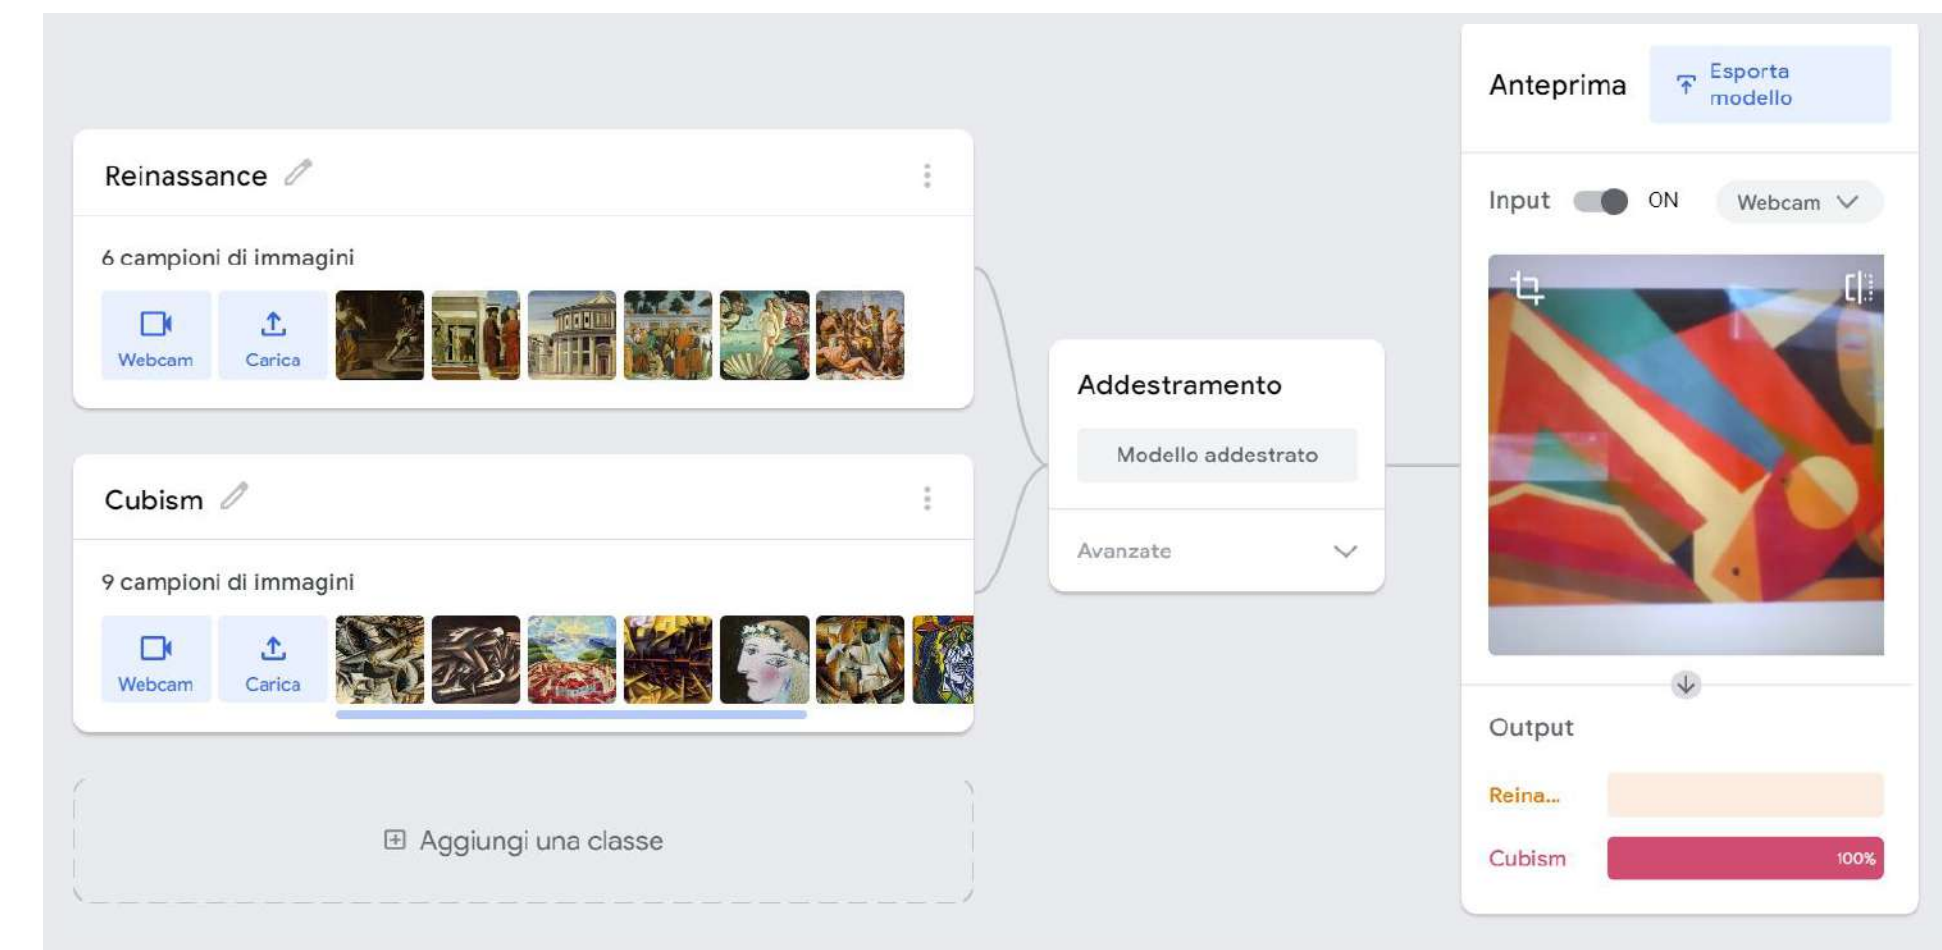 Reinassance
6 campioni di immagini
Webcam
Carica
Cubism
9 campioni di immagini
Webcam
Carica
Aggiungi una classe
Addestramento
Modello addestrato
Avanzate
Anteprima
Esporta
modello
Input
ON
Webcam
Output
Reina...
Cubism
100%